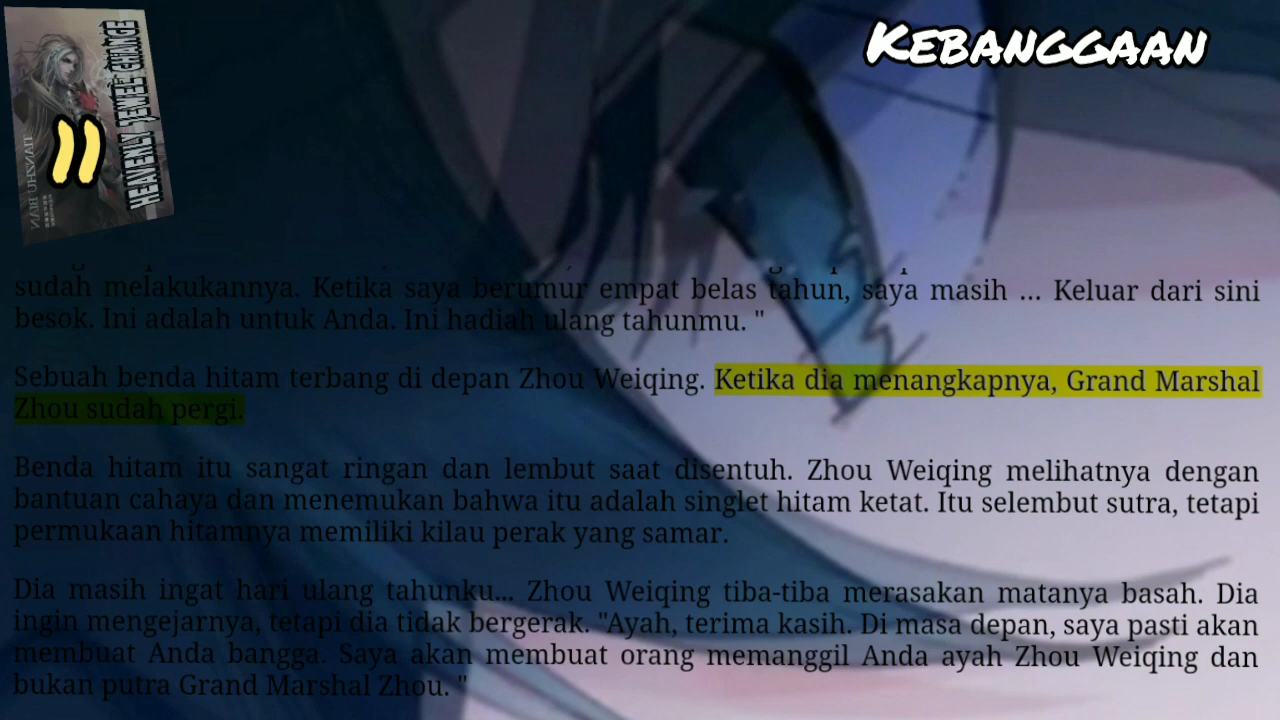 KEBANGGAAN
HEAVENLY JEWEL CHANGE
11
TIANZHU BIAN
sudah melakukannya. Ketika saya berumur empat belas tahun, saya masih ... Keluar dari sini
besok. Ini adalah untuk Anda. Ini hadiah ulang tahunmu. "
Sebuah benda hitam terbang di depan Zhou Weiqing. Ketika dia menangkapnya, Grand Marshal
Zhou sudah pergi.
Benda hitam itu sangat ringan dan lembut saat disentuh. Zhou Weiqing melihatnya dengan
bantuan cahaya dan menemukan bahwa itu adalah singlet hitam ketat. Itu selembut sutra, tetapi
permukaan hitamnya memiliki kilau perak yang samar.
Dia masih ingat hari ulang tahunku... Zhou Weiqing tiba-tiba merasakan matanya basah. Dia
ingin mengejarnya, tetapi dia tidak bergerak. "Ayah, terima kasih. Di masa depan, saya pasti akan
membuat Anda bangga. Saya akan membuat orang memanggil Anda ayah Zhou Weiqing dan
bukan putra Grand Marshal Zhou. "